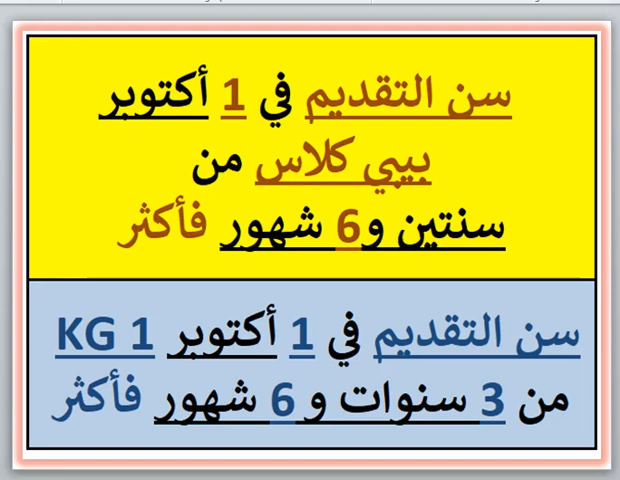 سن التقديم في 1 أكتوبر
بيبي كلاس من
سنتين و6 شهور فأكثر
سن التقديم في 1 أكتوبر KG 1
من 3 سنوات و 6 شهور فأكثر